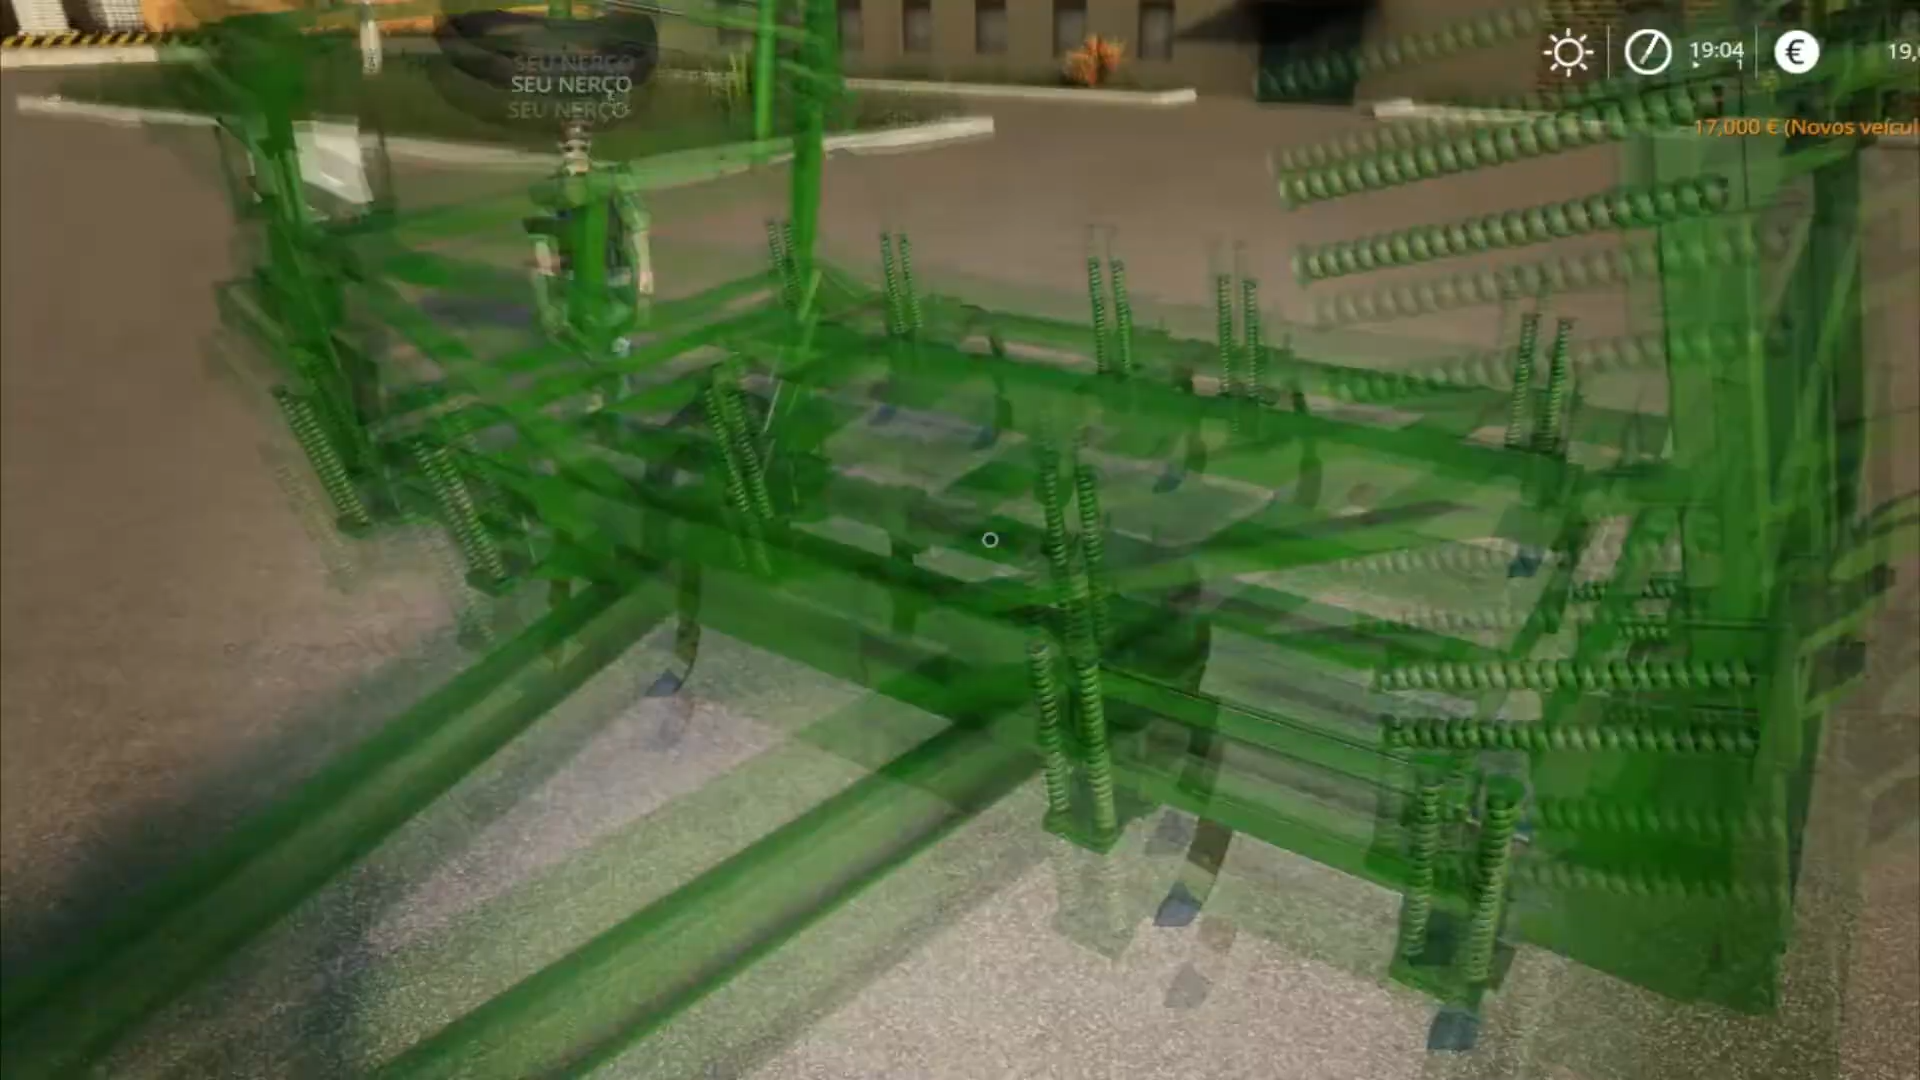 SEU NERÇO
SEU NERÇO
SEU NERÇO
19:04
19,
17,000 € (Novos veícul